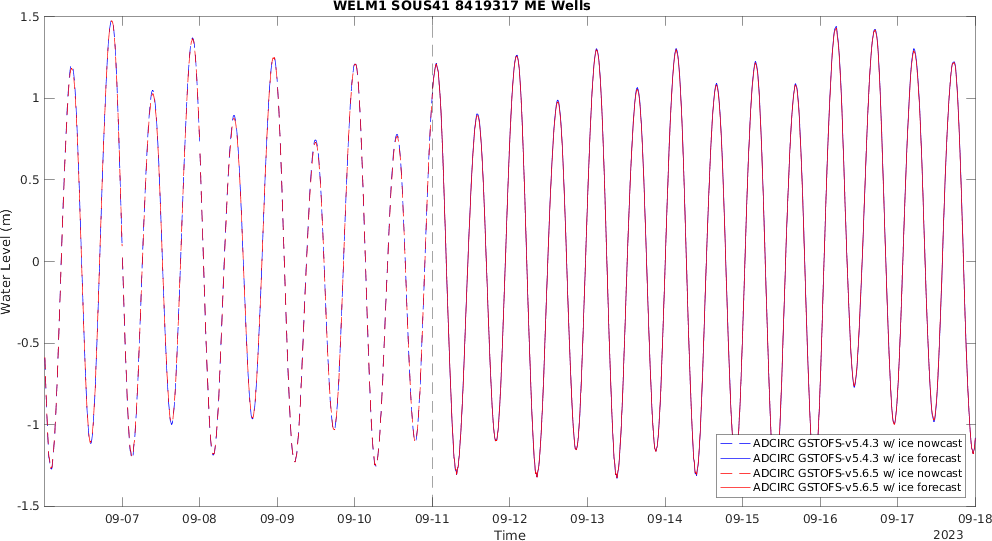 WELM1 SOUS41 8419317 ME Wells
1.5
1
0.5
0
-0.5
-1
-1.5
Water Level (m)
ADCIRC GSTOFS-v5.4.3 w/ ice nowcast
ADCIRC GSTOFS-v5.4.3 w/ ice forecast
ADCIRC GSTOFS-v5.6.5 w/ ice nowcast
ADCIRC GSTOFS-v5.6.5 w/ ice forecast
09-07 09-08 09-09 09-10 09-11 09-12 09-13 09-14 09-15 09-16 09-17 09-18
Time
2023